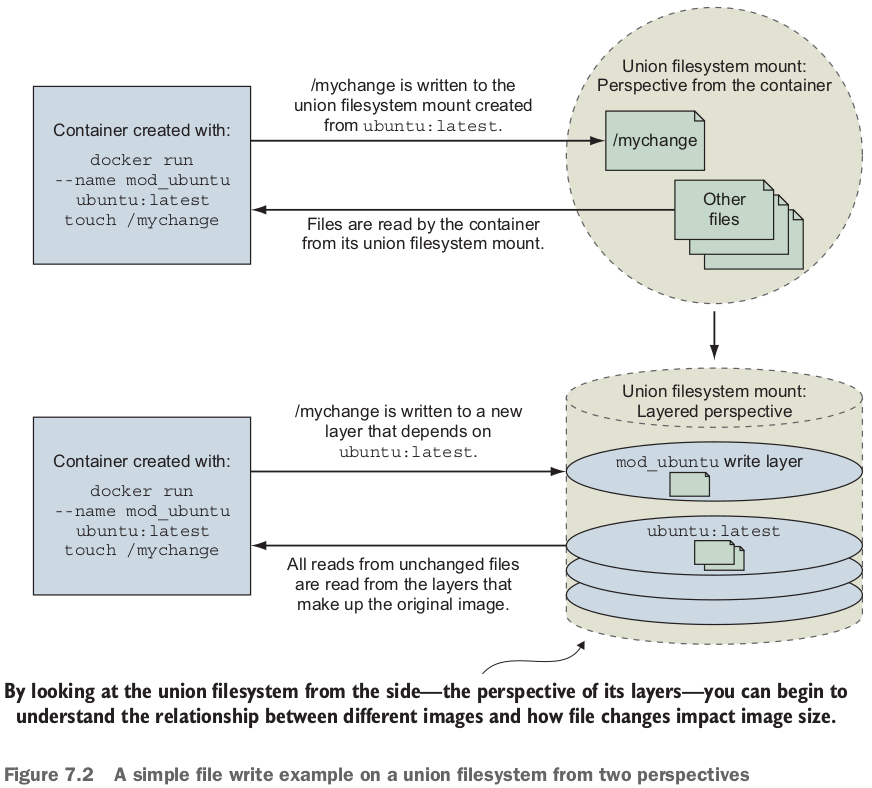 /mychange is written to the
union filesystem mount created
from ubuntu:latest.
Container created with:
docker run
--name mod_ubuntu
ubuntu:latest
touch /mychange
Files are read by the container
from its union filesystem mount.
Union filesystem mount:
Perspective from the container
/mychange
Other
files
/mychange is written to a new
layer that depends on
ubuntu:latest.
Container created with:
docker run
--name mod_ubuntu
ubuntu:latest
touch /mychange
All reads from unchanged files
are read from the layers that
make up the original image.
Union filesystem mount:
Layered perspective
mod_ubuntu write layer
ubuntu:latest
By looking at the union filesystem from the side—the perspective of its layers—you can begin to
understand the relationship between different images and how file changes impact image size.
Figure 7.2 A simple file write example on a union filesystem from two perspectives